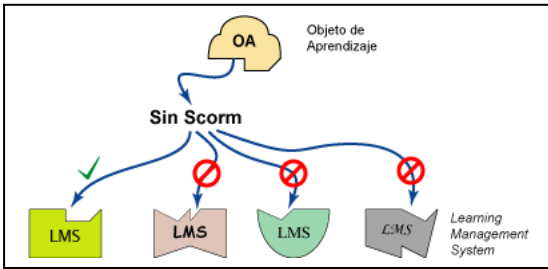 OA
Objeto de
Aprendizaje
Sin Scorm
LMS
LMS
LMS
LMS
Learning
Management
System